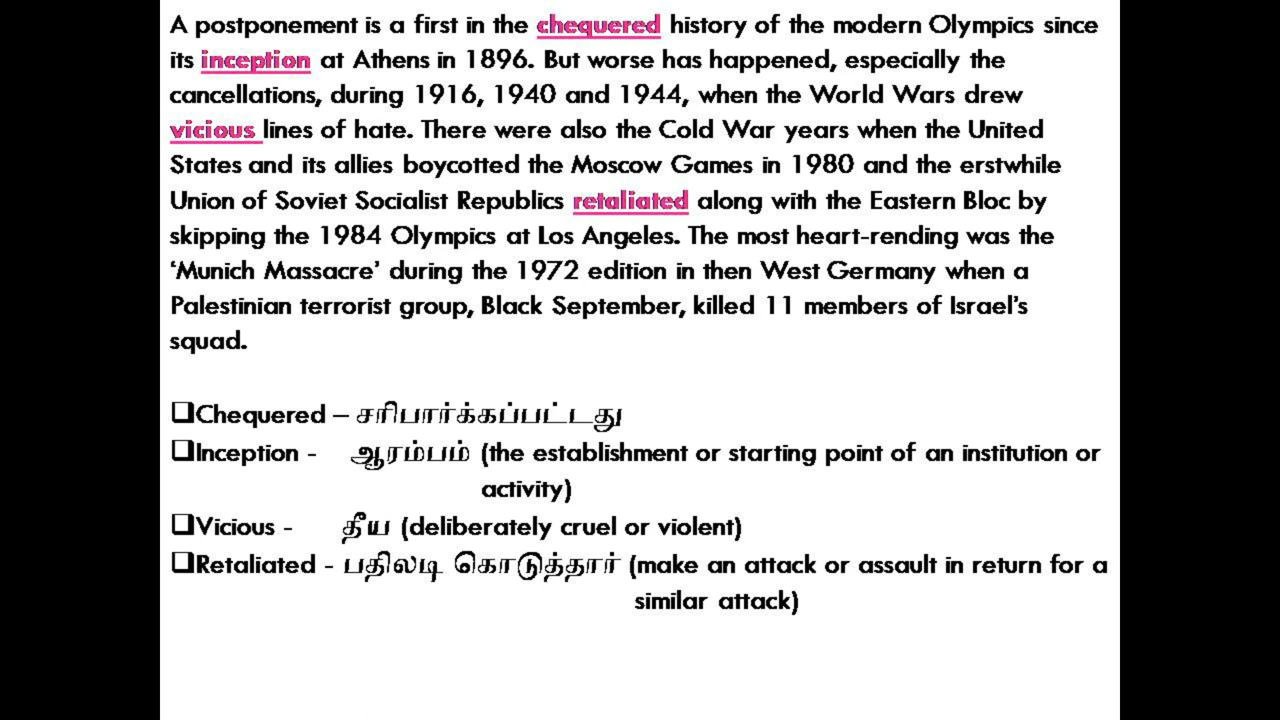 A postponement is a first in the chequered history of the modern Olympics since
its inception at Athens in 1896. But worse has happened, especially the
cancellations, during 1916, 1940 and 1944, when the World Wars drew
vicious lines of hate. There were also the Cold War years when the United
States and its allies boycotted the Moscow Games in 1980 and the erstwhile
Union of Soviet Socialist Republics retaliated along with the Eastern Bloc by
skipping the 1984 Olympics at Los Angeles. The most heart-rending was the
‘Munich Massacre’ during the 1972 edition in then West Germany when a
Palestinian terrorist group, Black September, killed 11 members of Israel’s
squad.
❑Chequered – சரிபார்க்கப்பட்டது
❑Inception - ஆரம்பம் (the establishment or starting point of an institution or
activity)
❑Vicious - தீய (deliberately cruel or violent)
❑Retaliated - பதிலடி கொடுத்தார் (make an attack or assault in return for a
similar attack)